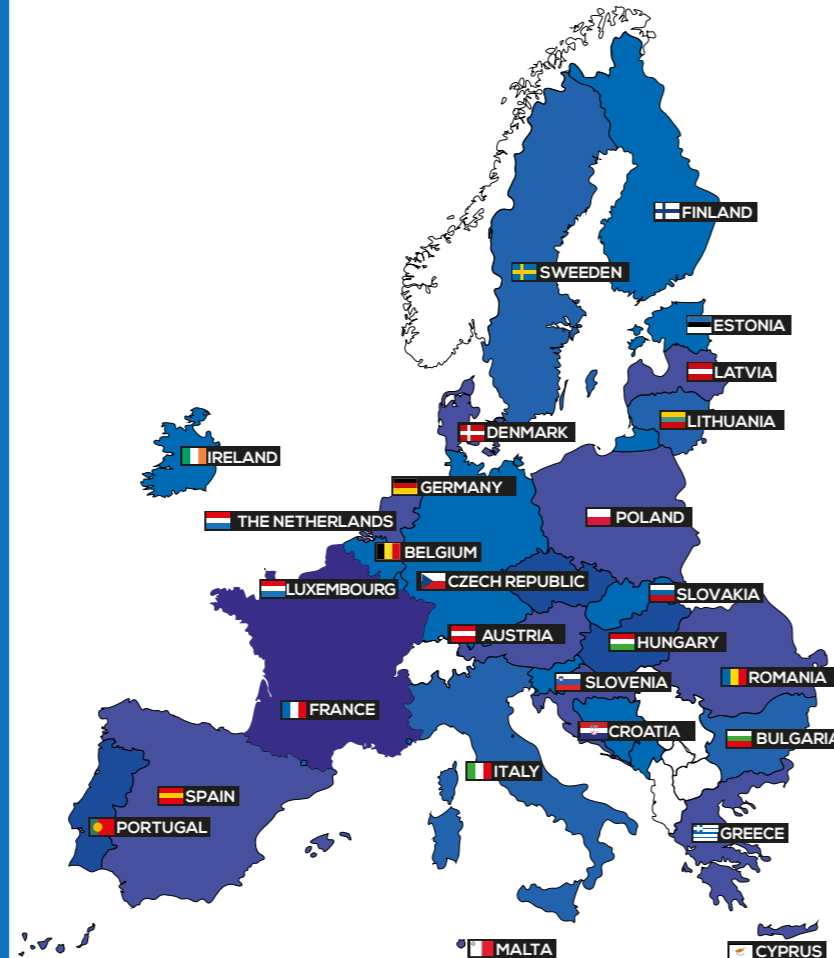 FINLAND
SWEEDEN
ESTONIA
LATVIA
LITHUANIA
DENMARK
IRELAND
GERMANY
THE NETHERLANDS
POLAND
BELGIUM
CZECH REPUBLIC
LUXEMBOURG
SLOVAKIA
AUSTRIA
HUNGARY
SLOVENIA
ROMANIA
FRANCE
CROATIA
BULGARIA
ITALY
SPAIN
PORTUGAL
GREECE
MALTA
CYPRUS